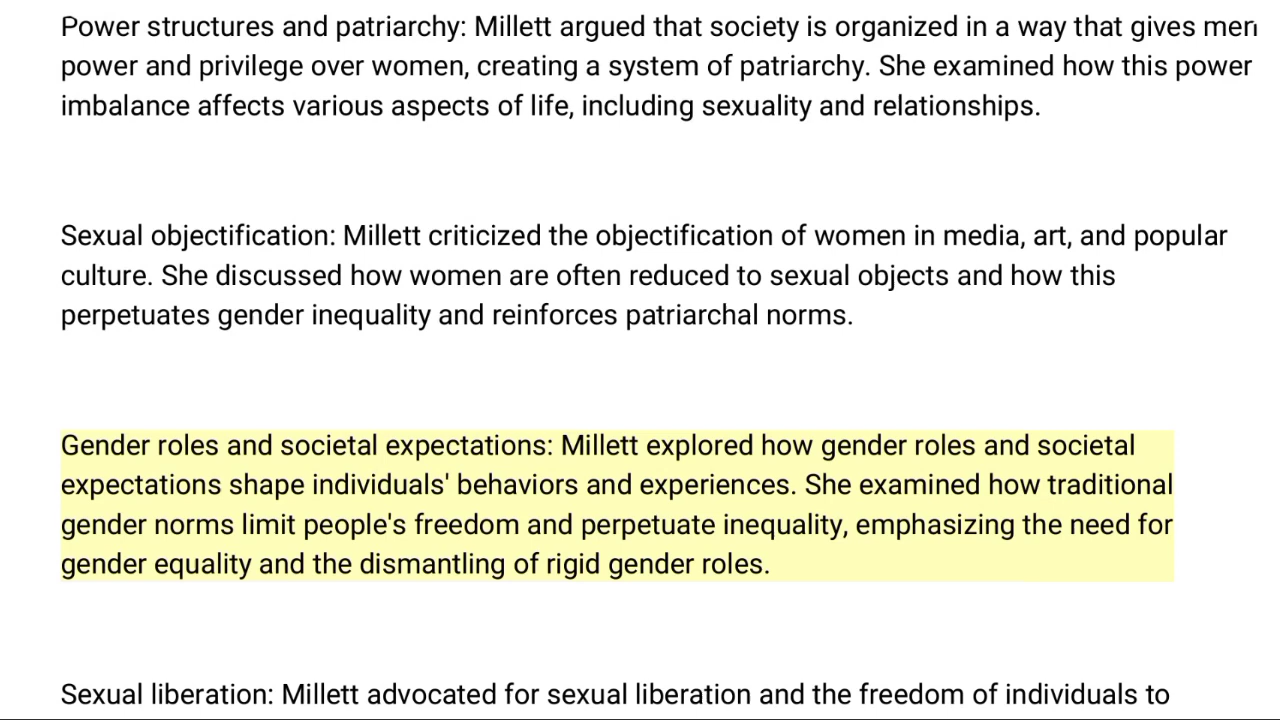 Power structures and patriarchy: Millett argued that society is organized in a way that gives men
power and privilege over women, creating a system of patriarchy. She examined how this power
imbalance affects various aspects of life, including sexuality and relationships.
Sexual objectification: Millett criticized the objectification of women in media, art, and popular
culture. She discussed how women are often reduced to sexual objects and how this
perpetuates gender inequality and reinforces patriarchal norms.
Gender roles and societal expectations: Millett explored how gender roles and societal
expectations shape individuals' behaviors and experiences. She examined how traditional
gender norms limit people's freedom and perpetuate inequality, emphasizing the need for
gender equality and the dismantling of rigid gender roles.
Sexual liberation: Millett advocated for sexual liberation and the freedom of individuals to